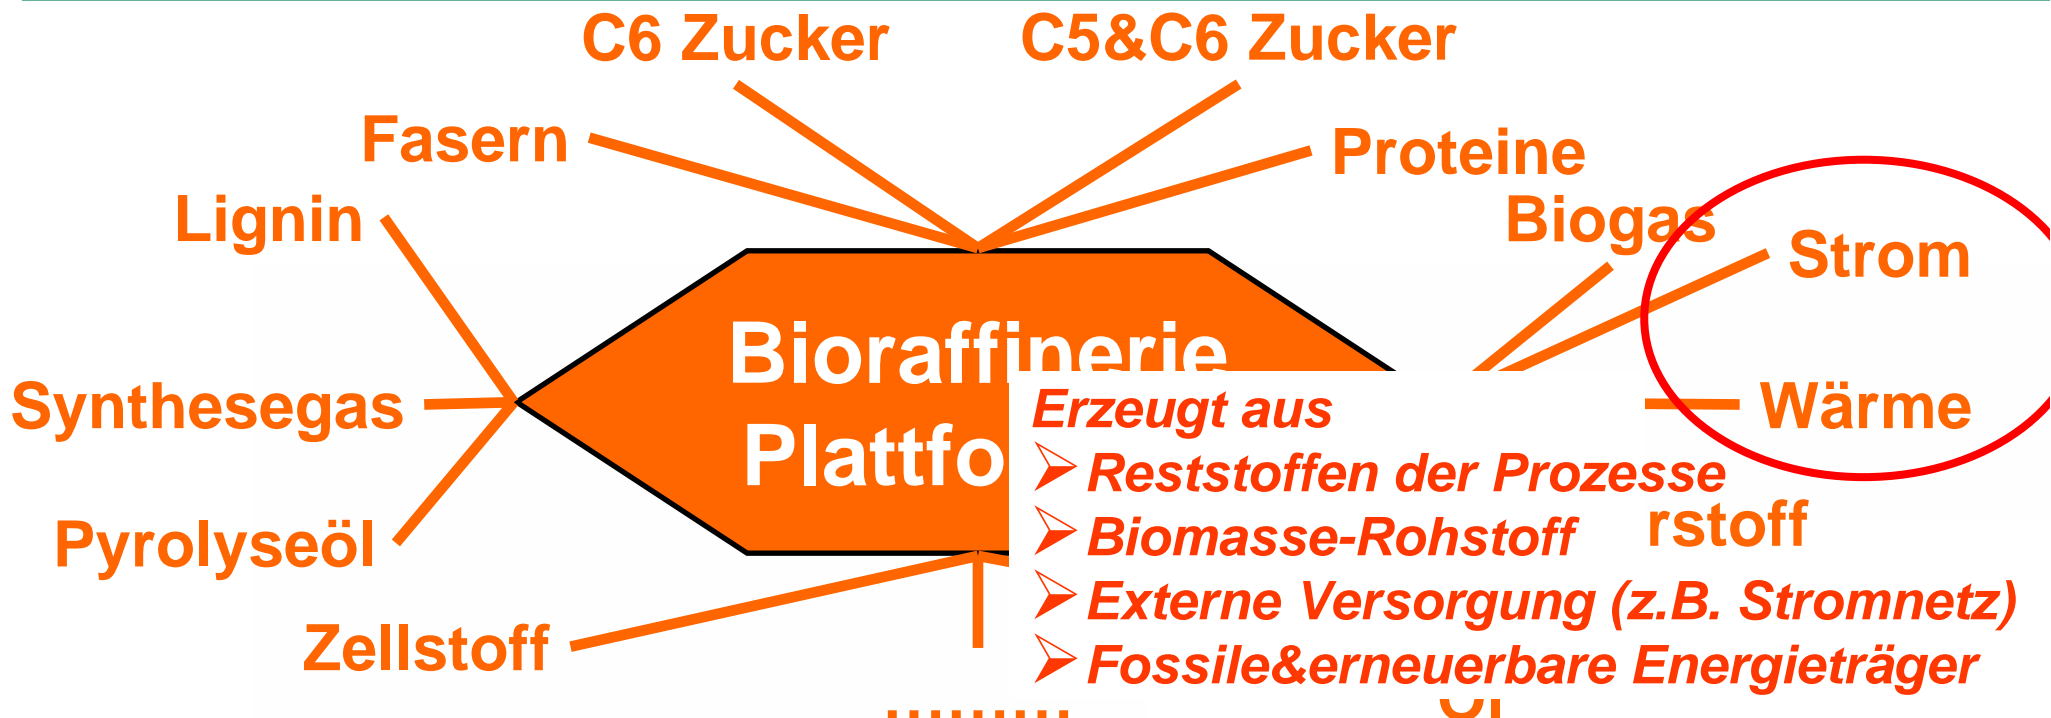 C6 Zucker
C5&C6 Zucker
Fasern
Proteine
Lignin
Biogas
Strom
Bioraffinerie
Synthesegas
Wärme
Erzeugt aus
Plattfo
Reststoffen der Prozesse
Pyrolyseöl
Biomasse-Rohstoff
rstoff
Externe Versorgung (z.B. Stromnetz)
Zellstoff
Fossile&erneuerbare Energieträger
.........